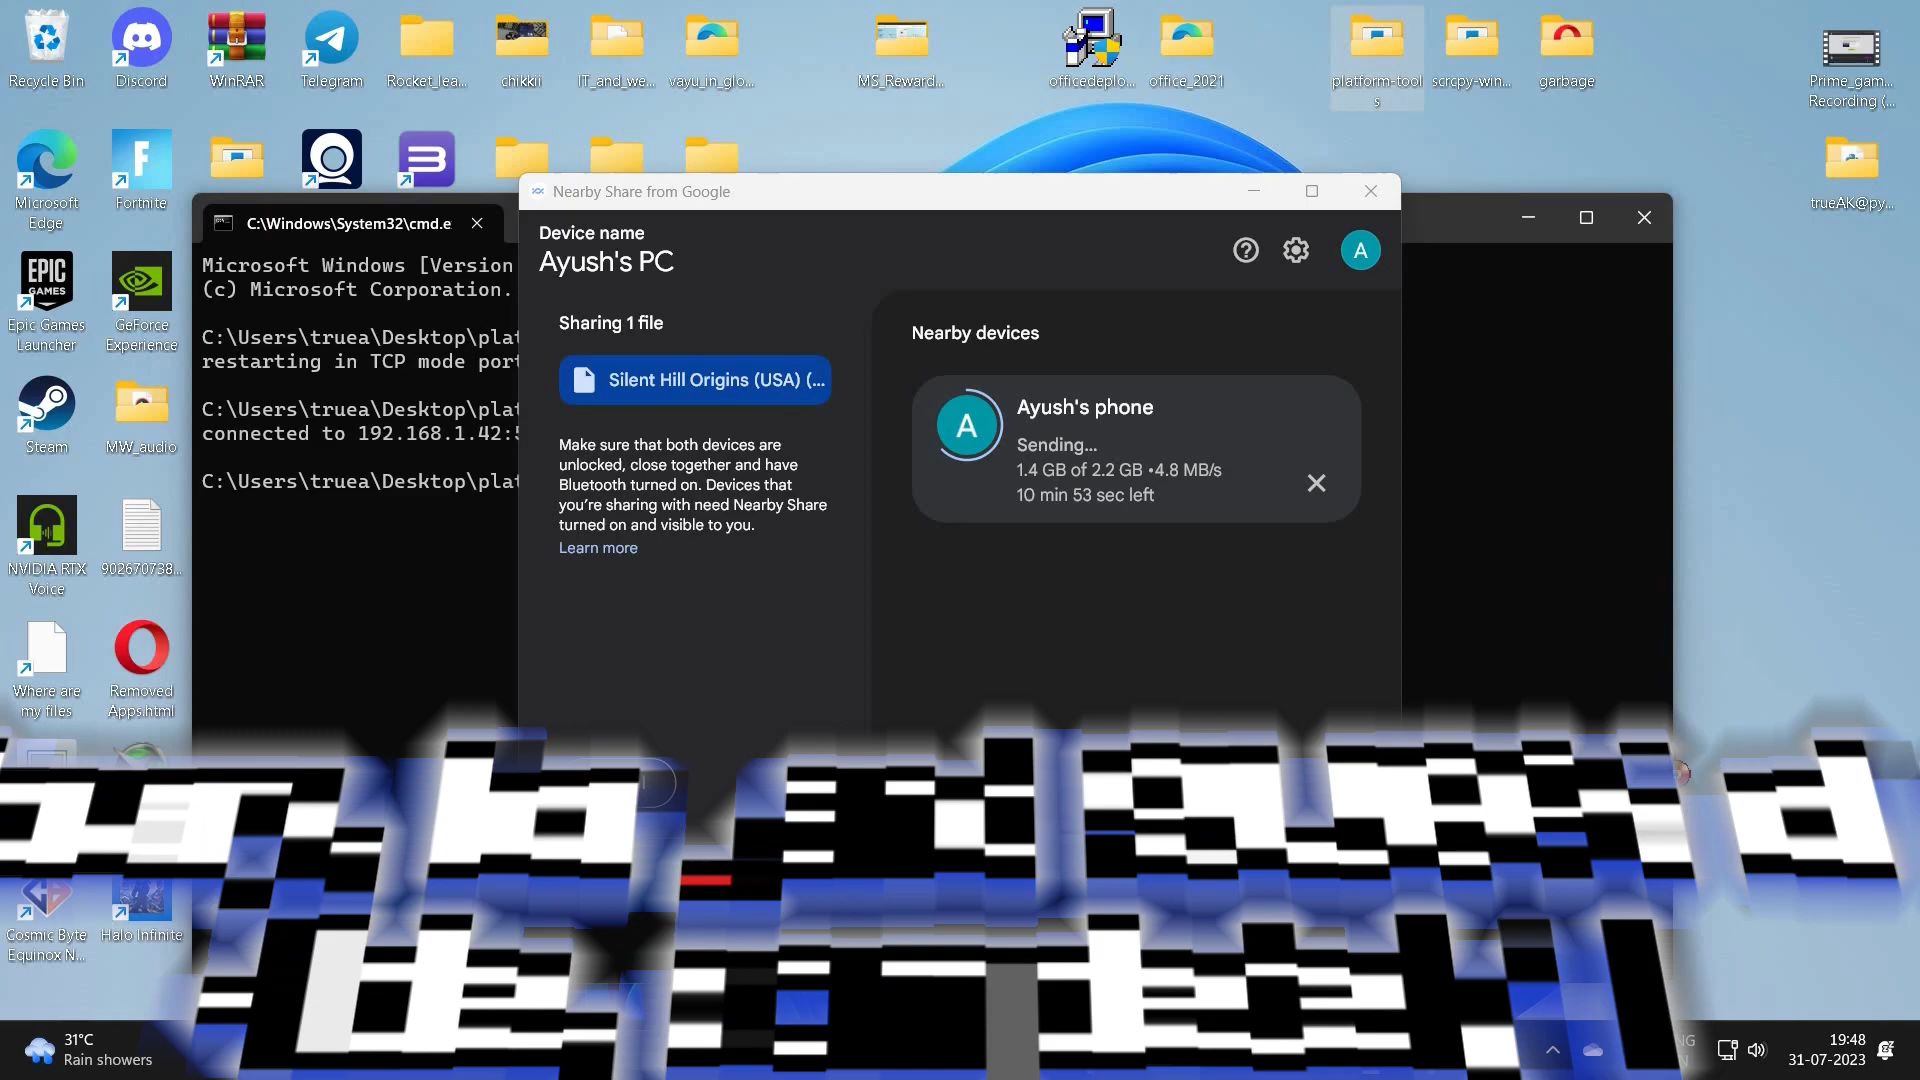 Recycle Bin
Discord
WinRAR
Telegram
Rocket_lea...
chikkii
IT_and_we...
vayu_in_glo...
MS_Reward...
officedeplo...
office_2021
platform-tool
s
scrcpy-win...
garbage
Prime_gam...
Recording (...
Microsoft
Edge
Fortnite
trueAK@py...
Nearby Share from Google
C:\Windows\System32\cmd.e
Device name
Ayush's PC
A
Microsoft Windows [Version
(c) Microsoft Corporation.
EPIC
GAMES
Epic Games
Launcher
GeForce
Experience
C:\Users\truea\Desktop\plat
restarting in TCP mode port
C:\Users\truea\Desktop\plat
connected to 192.168.1.42:5
C:\Users\truea\Desktop\plat
Sharing 1 file
Silent Hill Origins (USA) (...
Make sure that both devices are
unlocked, close together and have
Bluetooth turned on. Devices that
you're sharing with need Nearby Share
turned on and visible to you.
Learn more
Nearby devices
A
Ayush's phone
Sending...
1.4 GB of 2.2 GB •4.8 MB/s
10 min 53 sec left
Steam
MW_audio
NVIDIA RTX
Voice
902670738...
Where are
my files
Removed
Apps.html
Cosmic Byte
Equinox N...
Halo Infinite
31°C
Rain showers
19:48
31-07-2023